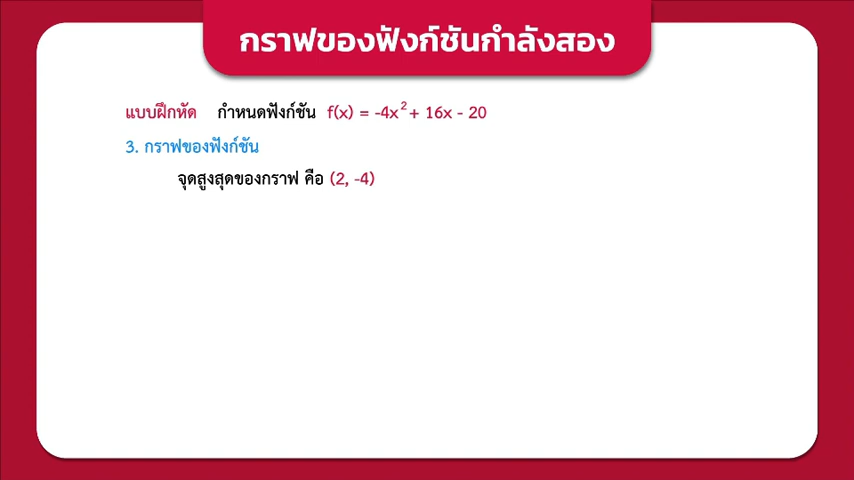 กราฟของฟังก์ชันกำลังสอง
แบบฝึกหัด กำหนดฟังก์ชัน f(x) = -4x² + 16x - 20
3. กราฟของฟังก์ชัน
จุดสูงสุดของกราฟ คือ (2, -4)